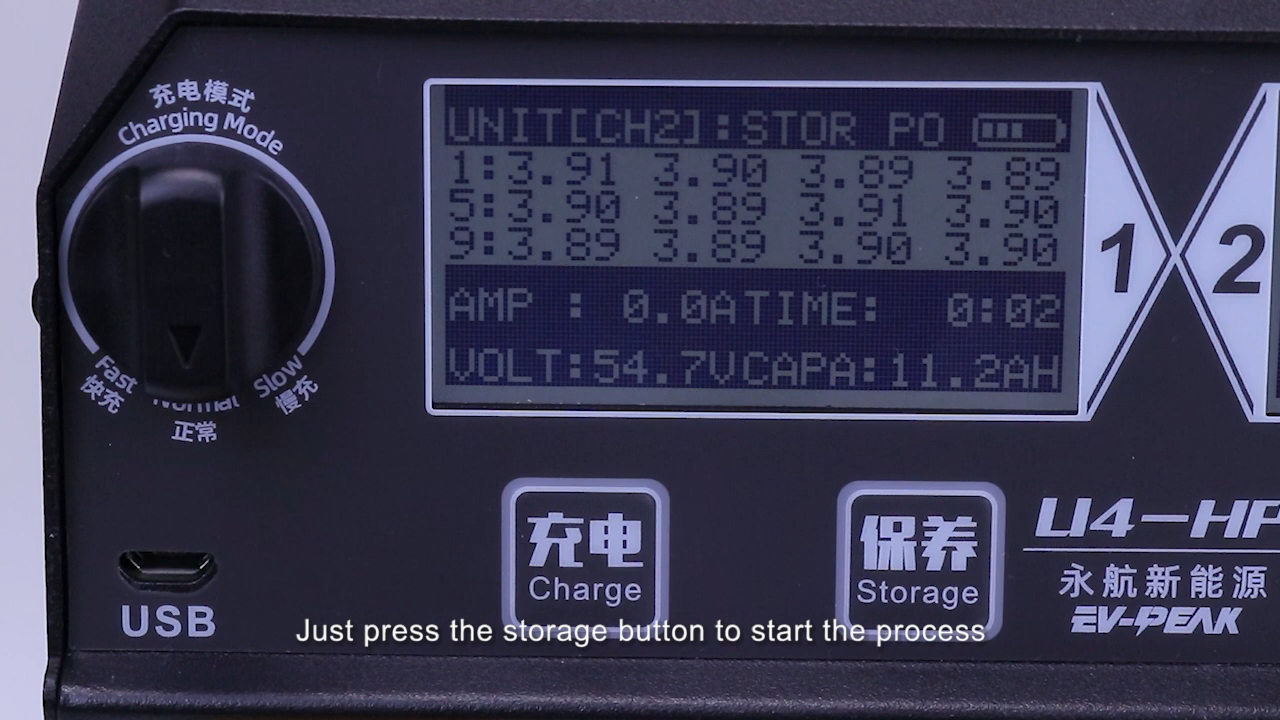 充电模式
Charging Mode
UNIT[CH2]:STOR PO
1:3.91 3.90 3.89 3.89
5:3.90 3.89 3.91 3.90
9:3.89 3.89 3.90 3.90
AMP : 0.0ATIME: 0:02
VOLT:54.7VCAPA:11.2AH
1
2
Fast
快充
Normal
正常
Slow
慢充
USB
充电
Charge
保养
Storage
LI4-HP
永航新能源
EV-PEAK
Just press the storage button to start the process